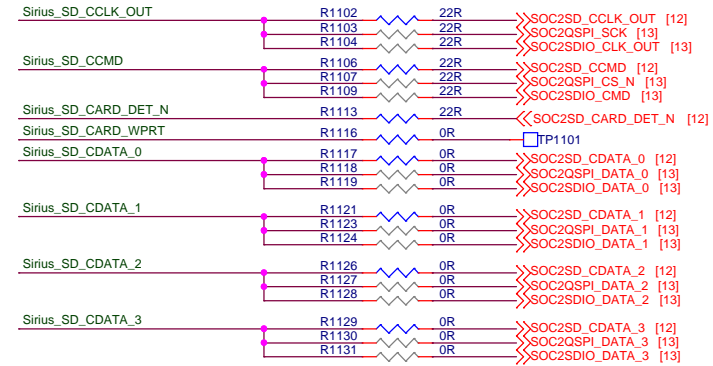 Sirius_SD_CCLK_OUT R1102 22R SOC2SD_CCLK_OUT [12]
R1103 22R SOC2QSPI_SCK [13]
R1104 22R SOC2SDIO_CLK_OUT [13]
Sirius_SD_CCMD R1106 22R SOC2SD_CCMD [12]
R1107 22R SOC2QSPI_CS_N [13]
R1109 22R SOC2SDIO_CMD [13]
Sirius_SD_CARD_DET_N R1113 22R SOC2SD_CARD_DET_N [12]
Sirius_SD_CARD_WPRT R1116 0R TP1101
Sirius_SD_CDATA_0 R1117 0R SOC2SD_CDATA_0 [12]
R1118 0R SOC2QSPI_DATA_0 [13]
R1119 0R SOC2SDIO_DATA_0 [13]
Sirius_SD_CDATA_1 R1121 0R SOC2SD_CDATA_1 [12]
R1123 0R SOC2QSPI_DATA_1 [13]
R1124 0R SOC2SDIO_DATA_1 [13]
Sirius_SD_CDATA_2 R1126 0R SOC2SD_CDATA_2 [12]
R1127 0R SOC2QSPI_DATA_2 [13]
R1128 0R SOC2SDIO_DATA_2 [13]
Sirius_SD_CDATA_3 R1129 0R SOC2SD_CDATA_3 [12]
R1130 0R SOC2QSPI_DATA_3 [13]
R1131 0R SOC2SDIO_DATA_3 [13]